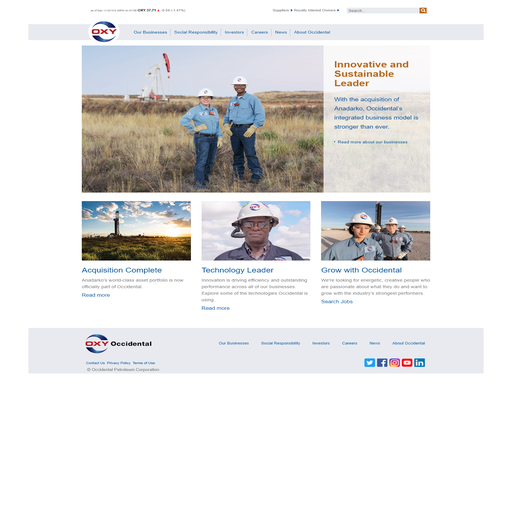 OXY 37.71
Suppliers Royalty Interest Owners
Search...
OXY
Our Businesses Social Responsibility Investors Careers News About Occidental
Innovative and
Sustainable
Leader
With the acquisition of
Anadarko, Occidental's
integrated business model is
stronger than ever.
Read more about our businesses
Acquisition Complete
Anadarko's world-class asset portfolio is now
officially part of Occidental.
Read more
Technology Leader
Innovation is driving efficiency and outstanding
performance across all of our businesses.
Explore some of the technologies Occidental is
using.
Read more
Grow with Occidental
We're looking for energetic, creative people who
are passionate about what they do and want to
grow with the industry's strongest performers.
Search Jobs
OXY Occidental
Our Businesses Social Responsibility Investors Careers News About Occidental
Contact Us Privacy Policy Terms of Use
© Occidental Petroleum Corporation